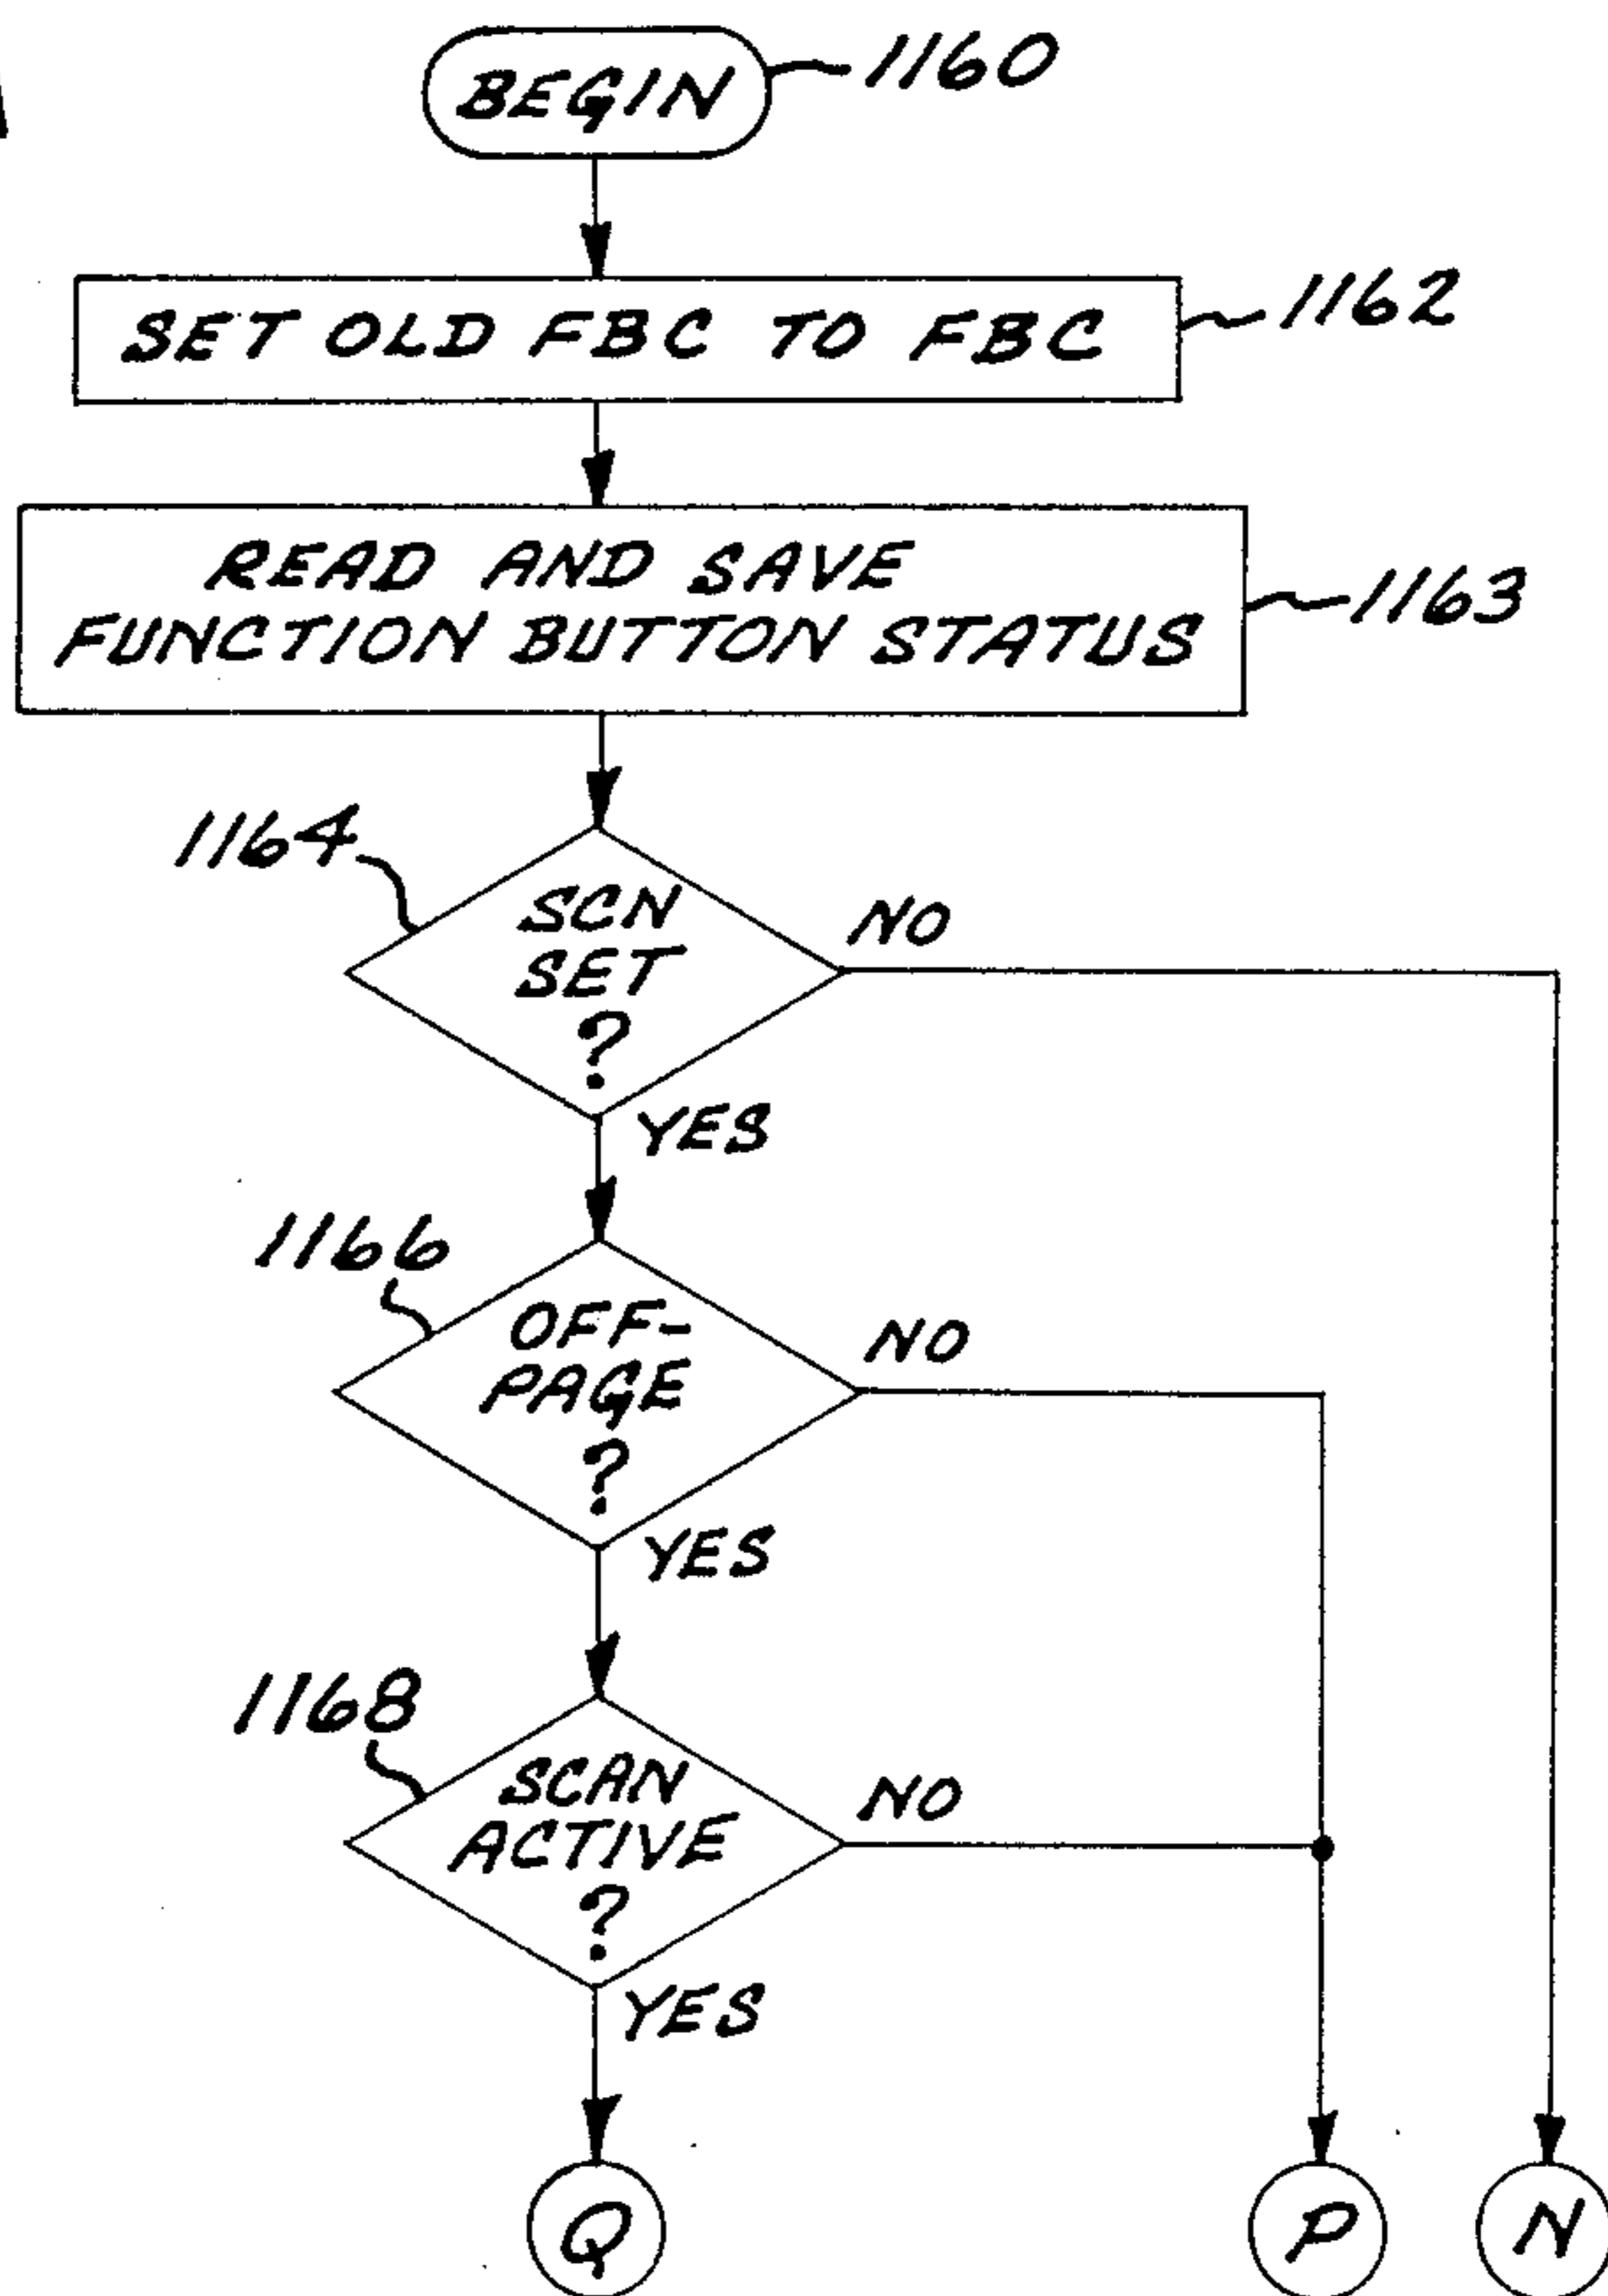 BEGIN
1160
SET OLD FBC TO FBC
1162
READ AND SAVE
FUNCTION BUTTON STATUS
1163
1164
SCN
SET
?
NO
YES
1166
OFF-
PAGE
?
NO
YES
1168
SCAN
ACTIVE
?
NO
YES
Q
P
N